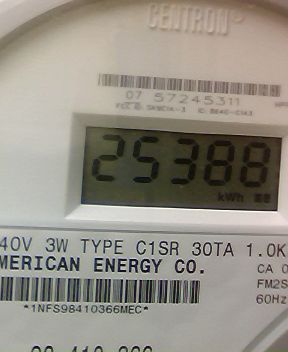 CENTRON®
07 57245311
25388
kWh
40V 3W TYPE C1SR 30TA 1.0K
MERICAN ENERGY CO.
CA 0
FM2S
60Hz
*1NFS98410366MEC*